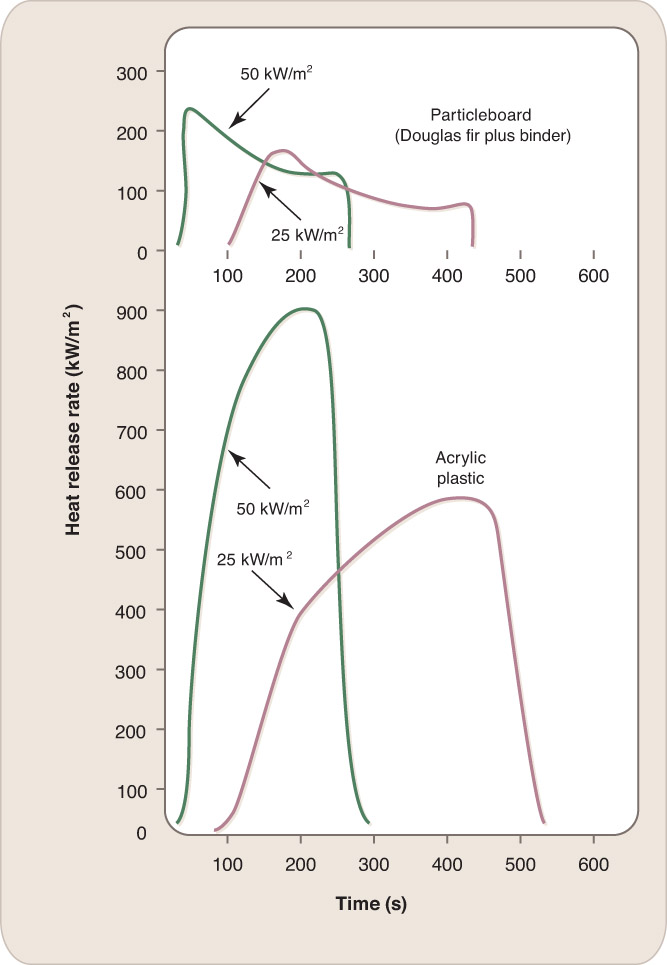 300
50 kW/m²
200
Particleboard
(Douglas fir plus binder)
100
25 kW/m²
0
100 200 300 400 500 600
Heat release rate (kW/m²)
900
800
700
600
Acrylic
plastic
50 kW/m²
500
25 kW/m²
400
300
200
100
0
100 200 300 400 500 600
Time (s)